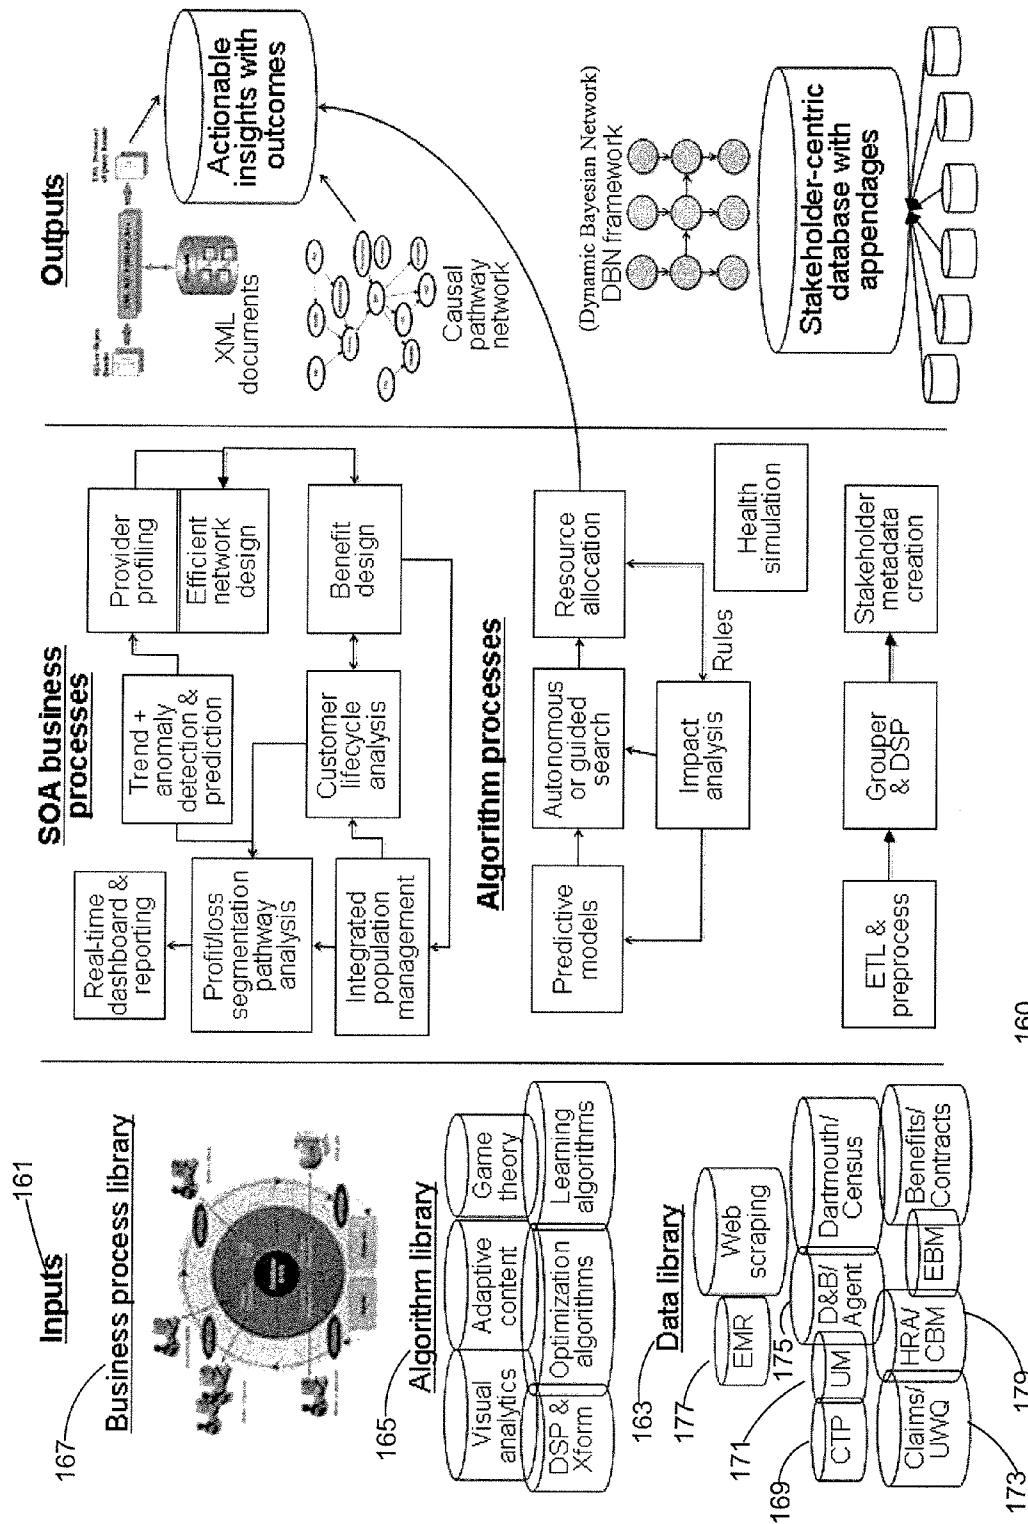 Inputs
161
167
Business process library
165
Algorithm library
Visual
analytics
Adaptive
content
Game
theory
DSP &
Xform
Optimization
algorithms
Learning
algorithms
163
Data library
177
EMR
Web
scraping
171
175
169
CTP
UM
D&B/
Agent
Dartmouth/
Census
Claims/
UWQ
HRA/
CBM
EBM
Benefits/
Contracts
173
179
160
SOA business
processes
Real-time
dashboard &
reporting
Trend +
anomaly
detection &
prediction
Provider
profiling
Efficient
network
design
Profit/loss
segmentation
pathway
analysis
Customer
lifecycle
analysis
Benefit
design
Integrated
population
management
Algorithm processes
Predictive
models
Autonomous
or guided
search
Resource
allocation
Impact
analysis
Rules
Health
simulation
ETL &
preprocess
Grouper
& DSP
Stakeholder
metadata
creation
Outputs
XML
documents
Actionable
insights with
outcomes
Causal
pathway
network
(Dynamic Bayesian Network)
DBN framework
Stakeholder-centric
database with
appendages